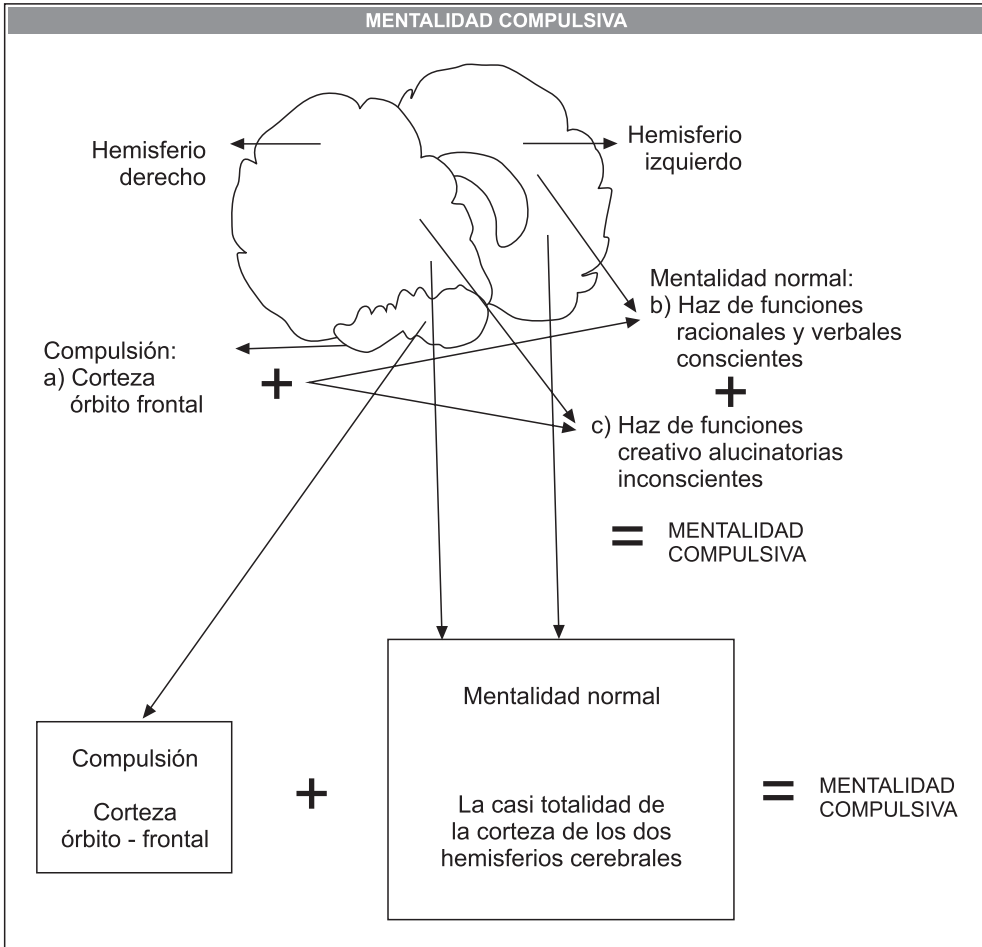 MENTALIDAD COMPULSIVA
Hemisferio
derecho
Hemisferio
izquierdo
Mentalidad normal:
b) Haz de funciones
racionales y verbales
conscientes
+
Compulsión:
a) Corteza
órbito frontal
+
c) Haz de funciones
creativo alucinatorias
inconscientes
= MENTALIDAD
COMPULSIVA
Compulsión
Corteza
órbito - frontal
+
Mentalidad normal
La casi totalidad de
la corteza de los dos
hemisferios cerebrales
= MENTALIDAD
COMPULSIVA